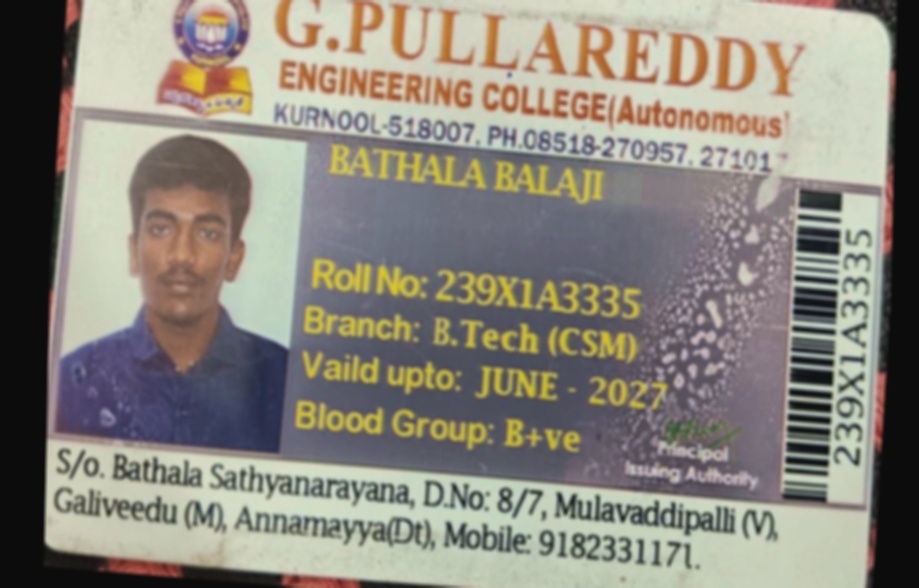 G.PULLAREDDY
ENGINEERING COLLEGE(Autonomous)
KURNOOL-518007. PH.08518-270957. 27101
BATHALA BALAJI
Roll No: 239X1A3335
Branch: B.Tech (CSM)
Vaild upto: JUNE - 2027
Blood Group: B+ve
Principal
Issuing Authority
239X1A3335
S/o. Bathala Sathyanarayana, D.No: 8/7, Mulavaddipalli (V),
Galiveedu (M), Annamayya(Dt), Mobile: 9182331171.